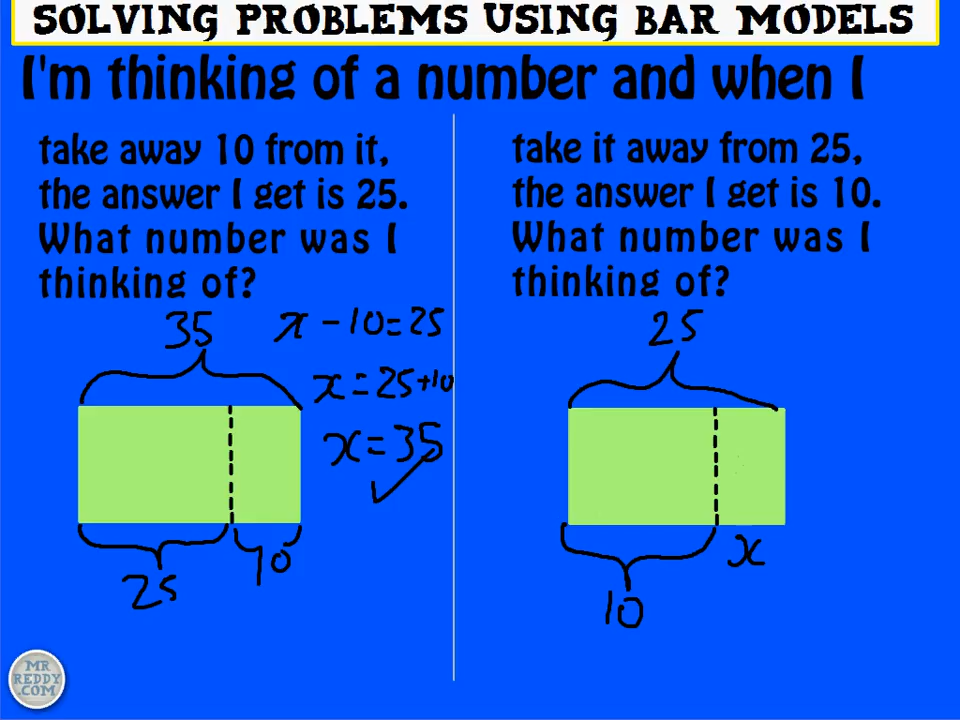 SOLVING PROBLEMS USING BAR MODELS
I'm thinking of a number and when I
take away 10 from it,
the answer I get is 25.
What number was I
thinking of?
35
x - 10 = 25
x = 25 + 10
x = 35
25
10
take it away from 25,
the answer I get is 10.
What number was I
thinking of?
25
x
10
MR
REDDY
.COM